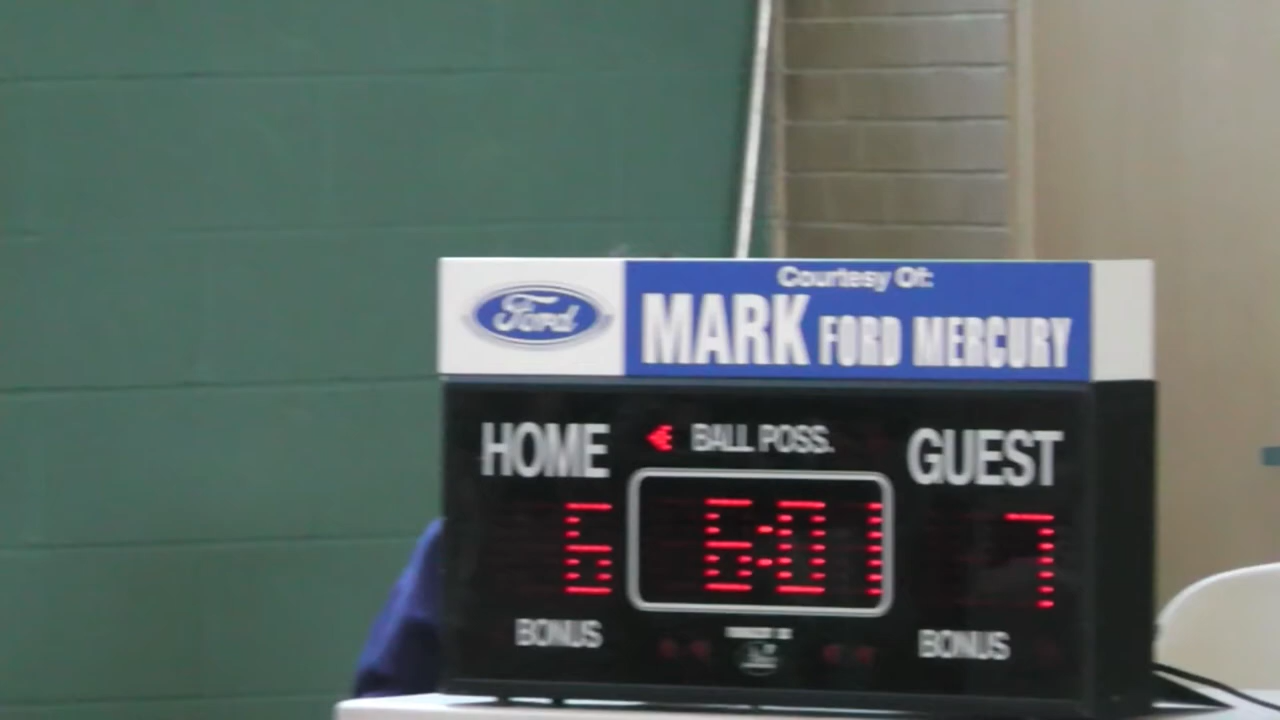 Ford
Courtesy Of:
MARK FORD MERCURY
HOME BALL POSS. GUEST
6 6:01 7
BONUS BONUS